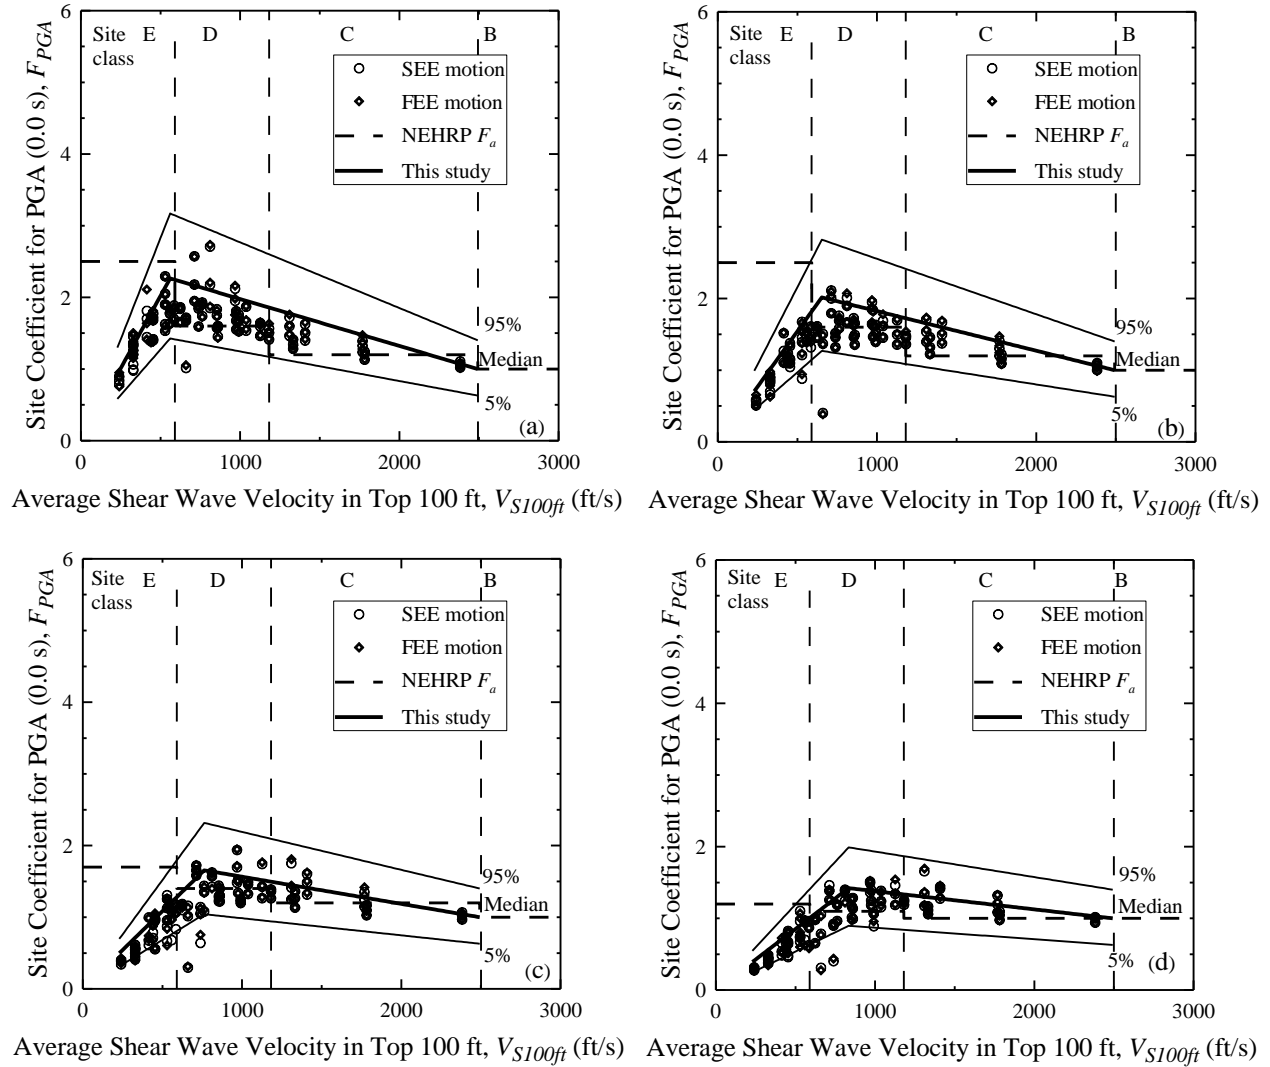 6
Site
class
E
D
C
B
SEE motion
FEE motion
NEHRP Fa
This study
4
2
0
95%
Median
5%
(a)
0
1000
2000
3000
Site Coefficient for PGA (0.0 s), FPGA
Average Shear Wave Velocity in Top 100 ft, VS100ft (ft/s)
6
Site
class
E
D
C
B
SEE motion
FEE motion
NEHRP Fa
This study
4
2
0
95%
Median
5%
(b)
0
1000
2000
3000
Site Coefficient for PGA (0.0 s), FPGA
Average Shear Wave Velocity in Top 100 ft, VS100ft (ft/s)
6
Site
class
E
D
C
B
SEE motion
FEE motion
NEHRP Fa
This study
4
2
0
95%
Median
5%
(c)
0
1000
2000
3000
Site Coefficient for PGA (0.0 s), FPGA
Average Shear Wave Velocity in Top 100 ft, VS100ft (ft/s)
6
Site
class
E
D
C
B
SEE motion
FEE motion
NEHRP Fa
This study
4
2
0
95%
Median
5%
(d)
0
1000
2000
3000
Site Coefficient for PGA (0.0 s), FPGA
Average Shear Wave Velocity in Top 100 ft, VS100ft (ft/s)